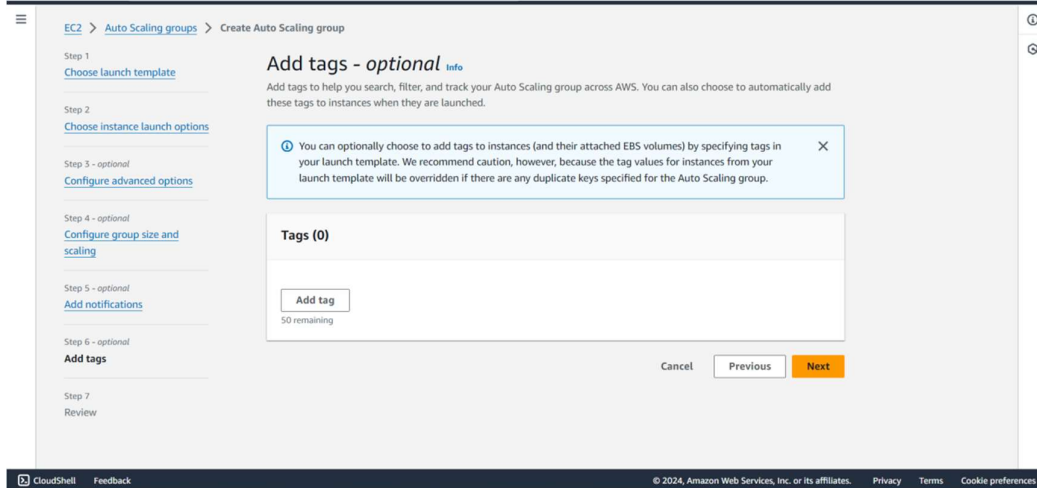 EC2 > Auto Scaling groups > Create Auto Scaling group
Step 1
Choose launch template
Step 2
Choose instance launch options
Step 3 - optional
Configure advanced options
Step 4 - optional
Configure group size and
scaling
Step 5 - optional
Add notifications
Step 6 - optional
Add tags
Step 7
Review
Add tags - optional Info
Add tags to help you search, filter, and track your Auto Scaling group across AWS. You can also choose to automatically add
these tags to instances when they are launched.
You can optionally choose to add tags to instances (and their attached EBS volumes) by specifying tags in
your launch template. We recommend caution, however, because the tag values for instances from your
launch template will be overridden if there are any duplicate keys specified for the Auto Scaling group.
Tags (0)
Add tag
50 remaining
Cancel Previous Next
CloudShell Feedback © 2024, Amazon Web Services, Inc. or its affiliates. Privacy Terms Cookie preferences